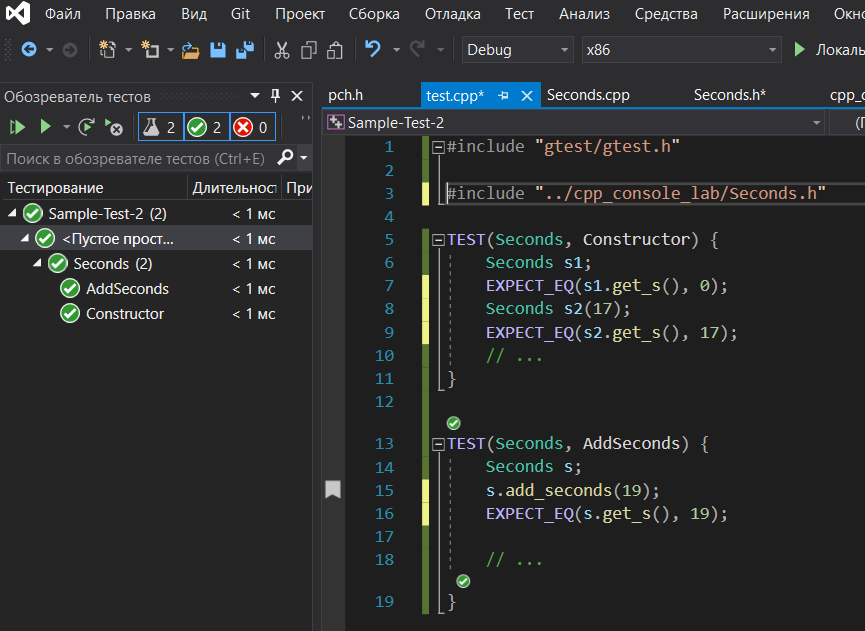 Файл Правка Вид Git Проект Сборка Отладка Тест Анализ Средства Расширения Окно
Debug x86 Локаль
Обозреватель тестов
pch.h test.cpp* Seconds.cpp Seconds.h* cpp_c
2 2 0
Sample-Test-2 (Г
Поиск в обозревателе тестов (Ctrl+E)
Тестирование Длительност При
Sample-Test-2 (2) < 1 мс
<Пустое прост... < 1 мс
Seconds (2) < 1 мс
AddSeconds < 1 мс
Constructor < 1 мс
1 #include "gtest/gtest.h"
2
3 #include "../cpp_console_lab/Seconds.h"
4
5 TEST(Seconds, Constructor) {
6 Seconds s1;
7 EXPECT_EQ(s1.get_s(), 0);
8 Seconds s2(17);
9 EXPECT_EQ(s2.get_s(), 17);
10 // ...
11 }
12
13 TEST(Seconds, AddSeconds) {
14 Seconds s;
15 s.add_seconds(19);
16 EXPECT_EQ(s.get_s(), 19);
17
18 // ...
19 }